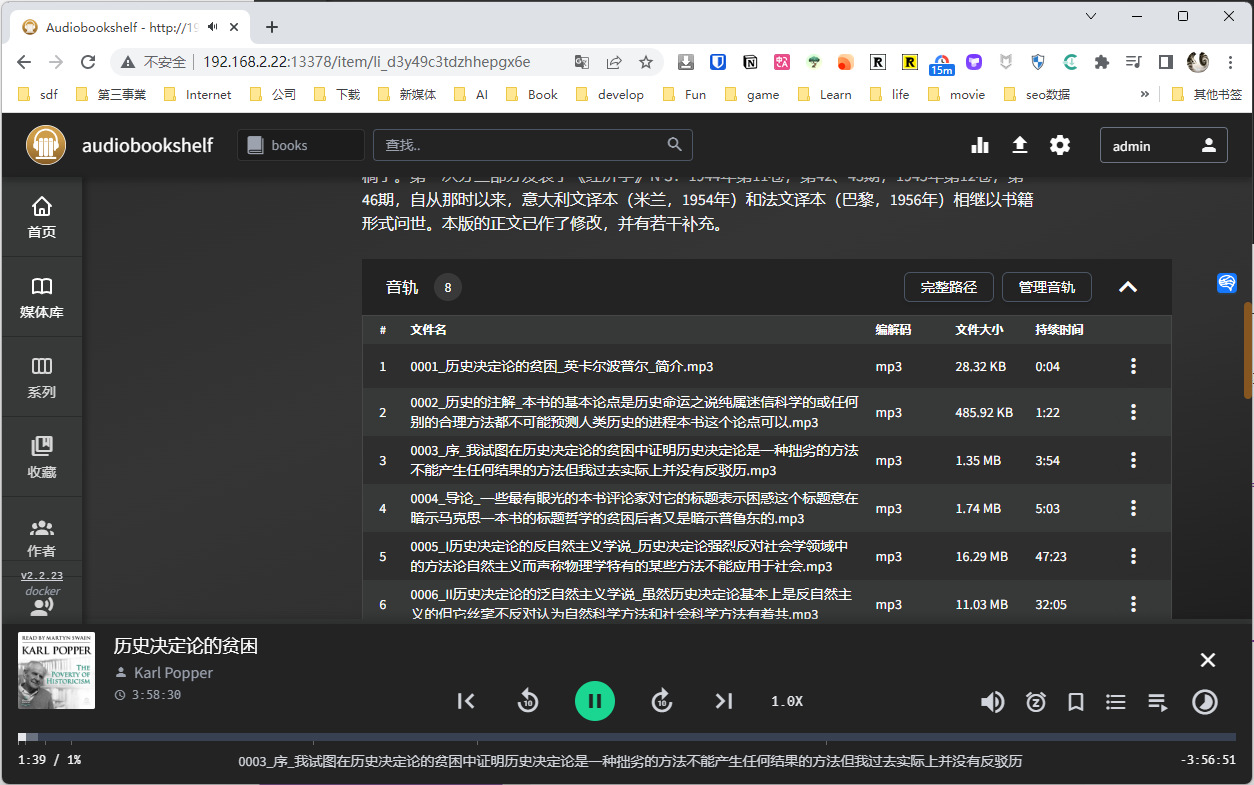 Audiobookshelf - http://19
不安全
192.168.2.22:13378/item/li_d3y49c3tdzhhepgx6e
15m
sdf
第三事業
Internet
公司
下載
新媒体
AI
Book
develop
Fun
game
Learn
life
movie
seo数据
»
其他书签
audiobookshelf
books
查找..
admin
首页
媒体库
系列
收藏
作者
v2.2.23
docker
46期，自从那时以来，意大利文译本（米兰，1954年）和法文译本（巴黎，1956年）相继以书籍
形式问世。本版的正文已作了修改，并有若干补充。
音轨 8
完整路径
管理音轨
# 文件名 编解码 文件大小 持续时间
1 0001_历史决定论的贫困_英卡尔波普尔_简介.mp3 mp3 28.32 KB 0:04
2 0002_历史的注解_本书的基本论点是历史命运之说纯属迷信科学的或任何
别的合理方法都不可能预测人类历史的进程本书这个论点可以.mp3 mp3 485.92 KB 1:22
3 0003_序_我试图在历史决定论的贫困中证明历史决定论是一种拙劣的方法
不能产生任何结果的方法但我过去实际上并没有反驳历.mp3 mp3 1.35 MB 3:54
4 0004_导论_一些最有眼光的本书评论家对它的标题表示困惑这个标题意在
暗示马克思一本书的标题哲学的贫困后者又是暗示普鲁东的.mp3 mp3 1.74 MB 5:03
5 0005_I历史决定论的反自然主义学说_历史决定论强烈反对社会学领域中
的方法论自然主义而声称物理学特有的某些方法不能应用于社会.mp3 mp3 16.29 MB 47:23
6 0006_II历史决定论的泛自然主义学说_虽然历史决定论基本上是反自然主
义的但它丝毫不反对认为自然科学方法和社会科学方法有着共.mp3 mp3 11.03 MB 32:05
READ BY MARTYN SWAIN
KARL POPPER
THE
POVERTY OF
HISTORICISM
历史决定论的贫困
Karl Popper
3:58:30
10
10
1.0X
1:39 / 1%
0003_序_我试图在历史决定论的贫困中证明历史决定论是一种拙劣的方法不能产生任何结果的方法但我过去实际上并没有反驳历
-3:56:51